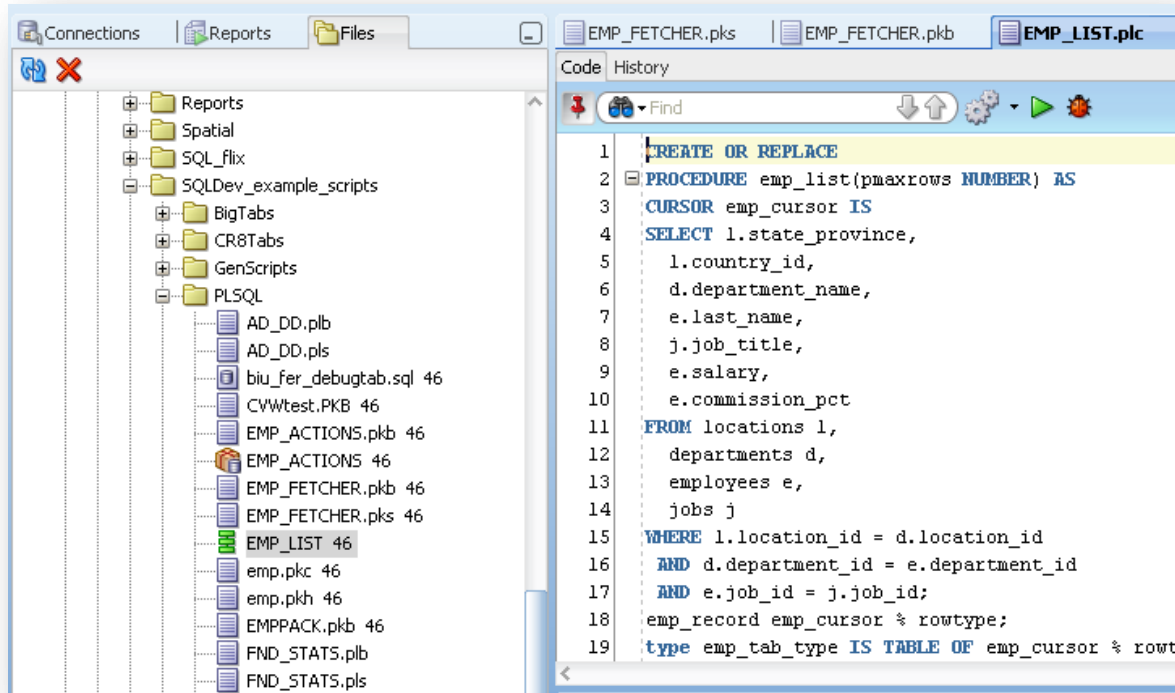 Connections Reports Files
Reports
Spatial
SQL_flix
SQLDev_example_scripts
BigTabs
CR8Tabs
GenScripts
PLSQL
AD_DD.plb
AD_DD.pls
biu_fer_debugtab.sql 46
CVWtest.PKB 46
EMP_ACTIONS.pkb 46
EMP_ACTIONS 46
EMP_FETCHER.pkb 46
EMP_FETCHER.pks 46
EMP_LIST 46
emp.pkc 46
emp.pkh 46
EMPPACK.pkb 46
FND_STATS.plb
FND_STATS.pls
EMP_FETCHER.pks EMP_FETCHER.pkb EMP_LIST.plc
Code History
Find
1 CREATE OR REPLACE
2 PROCEDURE emp_list(pmaxrows NUMBER) AS
3 CURSOR emp_cursor IS
4 SELECT l.state_province,
5 l.country_id,
6 d.department_name,
7 e.last_name,
8 j.job_title,
9 e.salary,
10 e.commission_pct
11 FROM locations l,
12 departments d,
13 employees e,
14 jobs j
15 WHERE l.location_id = d.location_id
16 AND d.department_id = e.department_id
17 AND e.job_id = j.job_id;
18 emp_record emp_cursor % rowtype;
19 type emp_tab_type IS TABLE OF emp_cursor % rowt